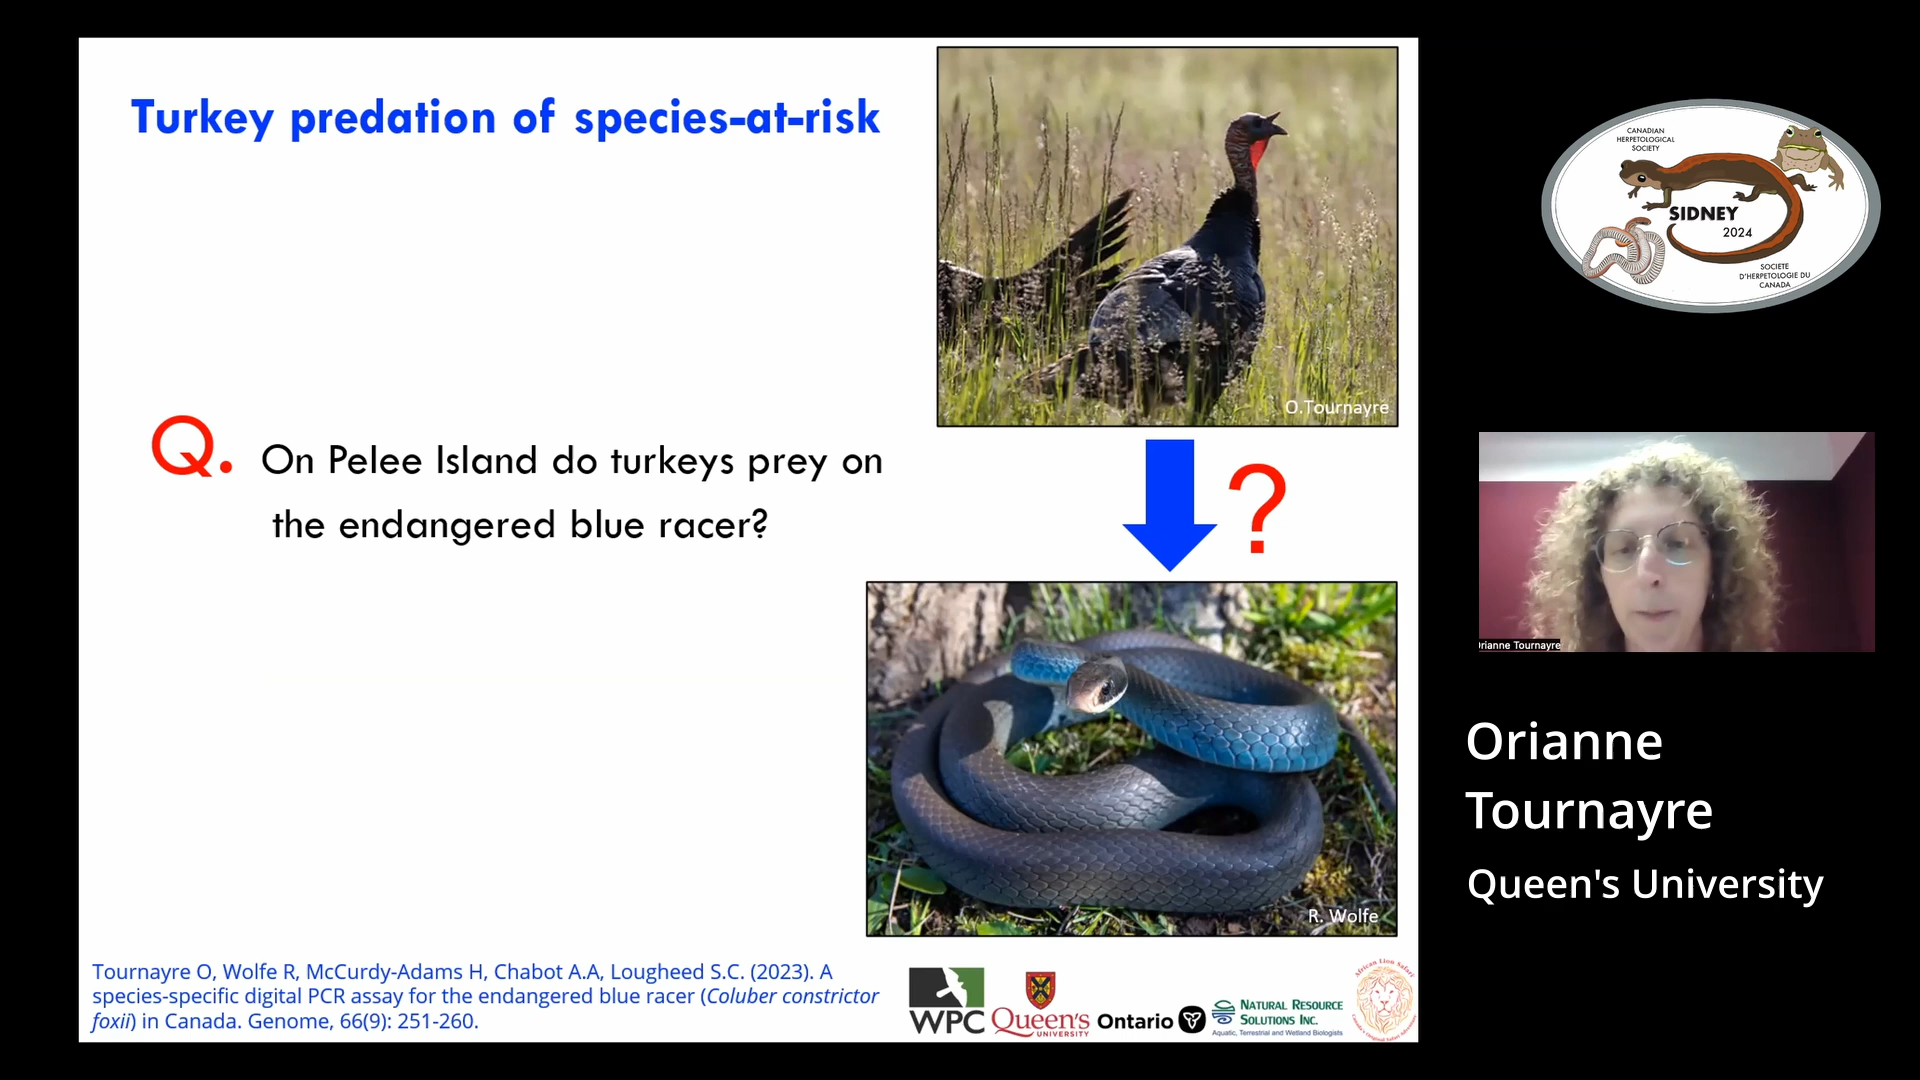 Turkey predation of species-at-risk
O.Tournayre
Q. On Pelee Island do turkeys prey on
the endangered blue racer?
?
R. Wolfe
Tournayre O, Wolfe R, McCurdy-Adams H, Chabot A.A, Lougheed S.C. (2023). A
species-specific digital PCR assay for the endangered blue racer (Coluber constrictor
foxii) in Canada. Genome, 66(9): 251-260.
WPC
Queen's
UNIVERSITY
Ontario
NATURAL RESOURCE
SOLUTIONS INC.
Aquatic, Terrestrial and Wetland Biologists
African Lion Safari
CANADIAN
HERPETOLOGICAL
SOCIETY
SIDNEY
2024
SOCIETE
D'HERPETOLOGIE DU
CANADA
rianne Tournayre
Orianne
Tournayre
Queen's University